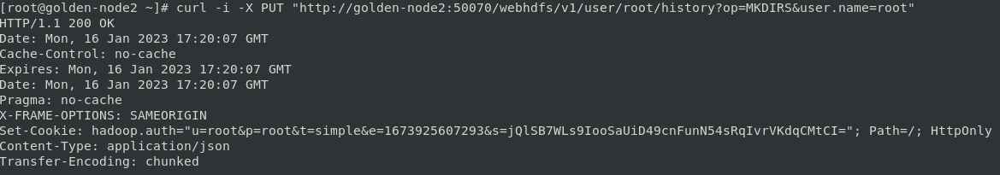 [root@golden-node2 ~]# curl -i -X PUT "http://golden-node2:50070/webhdfs/v1/user/root/history?op=MKDIRS&user.name=root"
HTTP/1.1 200 OK
Date: Mon, 16 Jan 2023 17:20:07 GMT
Cache-Control: no-cache
Expires: Mon, 16 Jan 2023 17:20:07 GMT
Date: Mon, 16 Jan 2023 17:20:07 GMT
Pragma: no-cache
X-FRAME-OPTIONS: SAMEORIGIN
Set-Cookie: hadoop.auth="u=root&p=root&t=simple&e=1673925607293&s=jQlSB7WLs9IooSaUiD49cnFunN54sRqIvrVKdqCMtCI="; Path=/; HttpOnly
Content-Type: application/json
Transfer-Encoding: chunked